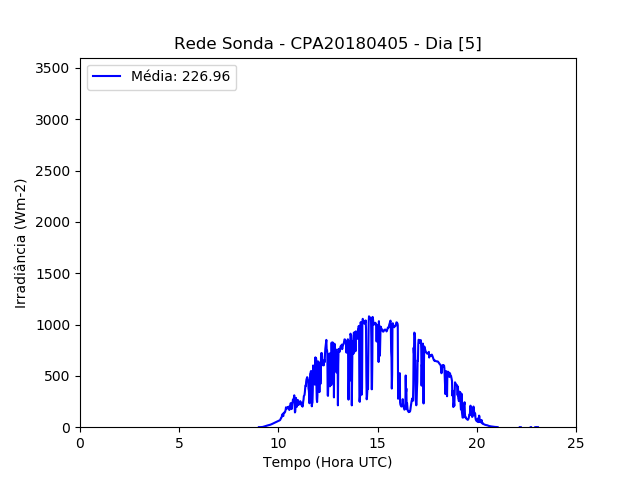 Rede Sonda - CPA20180405 - Dia [5]
Média: 226.96
3500
3000
2500
2000
1500
1000
500
0
Irradiância (Wm-2)
0 5 10 15 20 25
Tempo (Hora UTC)